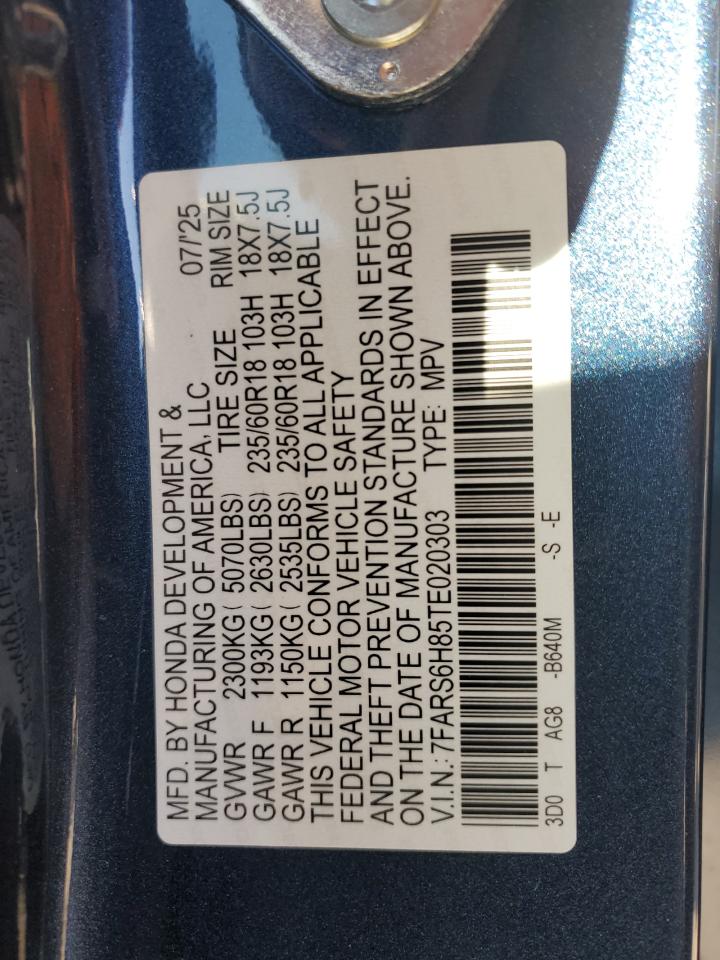 MFD. BY HONDA DEVELOPMENT &
MANUFACTURING OF AMERICA, LLC 07/'25
GVWR 2300KG( 5070LBS) TIRE SIZE RIM SIZE
GAWR F 1193KG( 2630LBS) 235/60R18 103H 18X7.5J
GAWR R 1150KG( 2535LBS) 235/60R18 103H 18X7.5J
THIS VEHICLE CONFORMS TO ALL APPLICABLE
FEDERAL MOTOR VEHICLE SAFETY
AND THEFT PREVENTION STANDARDS IN EFFECT
ON THE DATE OF MANUFACTURE SHOWN ABOVE.
V.I.N.: 7FARS6H85TE020303 TYPE: MPV
3D0 T AG8 -B640M -S -E